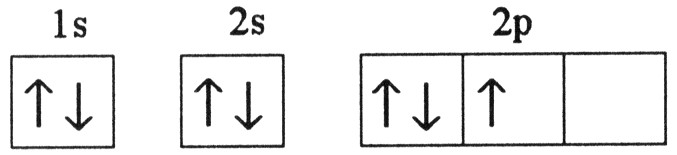 1s 2s 2p
↑↓ ↑↓ ↑↓ ↑